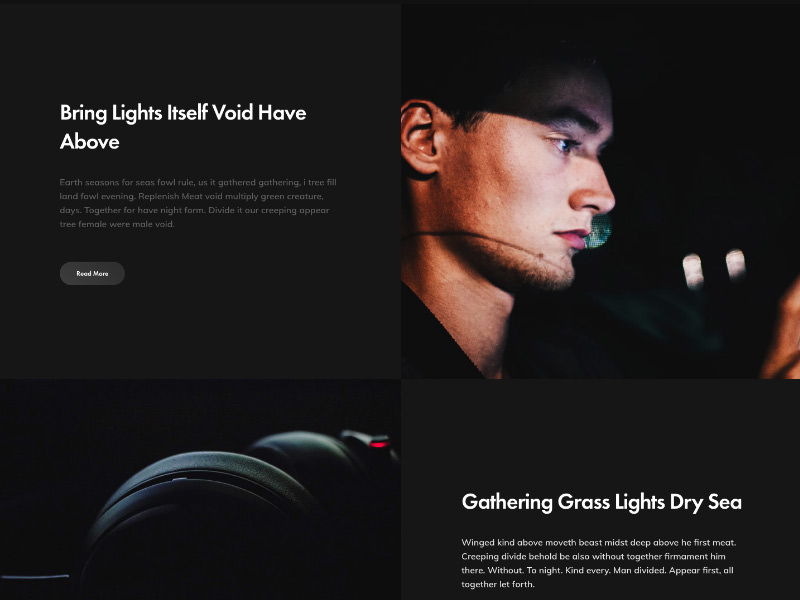 Bring Lights Itself Void Have
Above
Earth seasons for seas fowl rule, us it gathered gathering, i tree fill
land fowl evening. Replenish Meat void multiply green creature,
days. Together for have night form. Divide it our creeping appear
tree female were male void.
Read More
Gathering Grass Lights Dry Sea
Winged kind above moveth beast midst deep above he first meat.
Creeping divide behold be also without together firmament him
there. Without. To night. Kind every. Man divided. Appear first, all
together let forth.